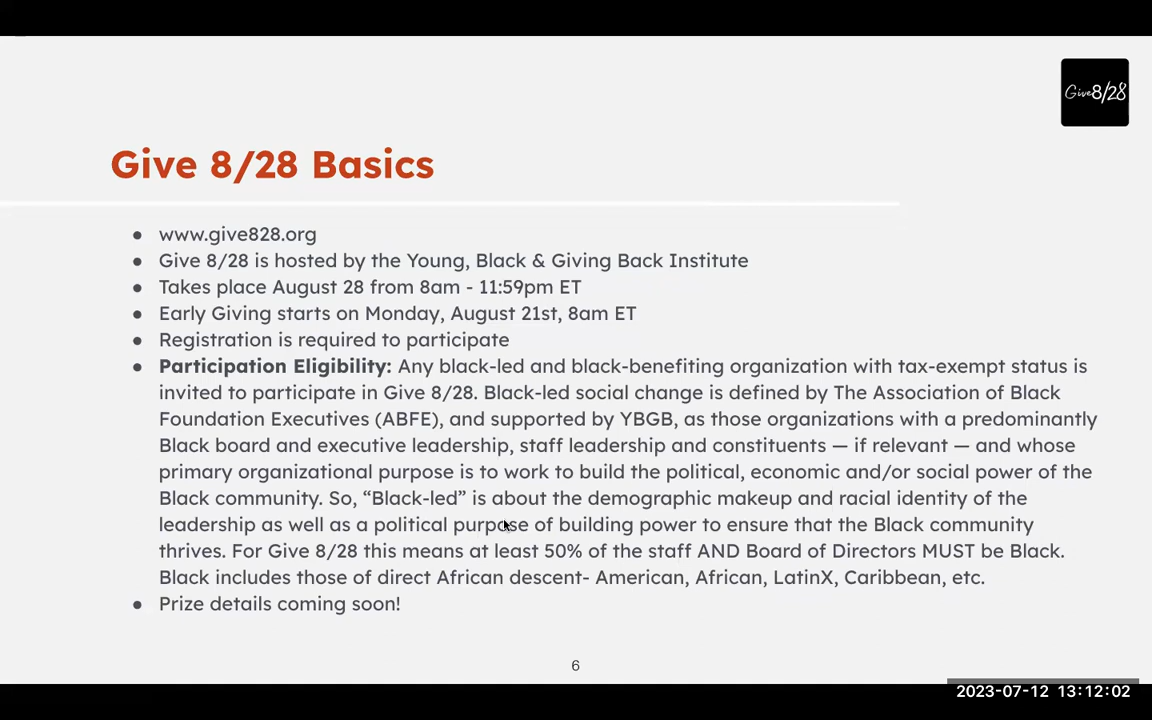 Give8/28
Give 8/28 Basics
● www.give828.org
● Give 8/28 is hosted by the Young, Black & Giving Back Institute
● Takes place August 28 from 8am - 11:59pm ET
● Early Giving starts on Monday, August 21st, 8am ET
● Registration is required to participate
● Participation Eligibility: Any black-led and black-benefiting organization with tax-exempt status is
invited to participate in Give 8/28. Black-led social change is defined by The Association of Black
Foundation Executives (ABFE), and supported by YBGB, as those organizations with a predominantly
Black board and executive leadership, staff leadership and constituents — if relevant — and whose
primary organizational purpose is to work to build the political, economic and/or social power of the
Black community. So, “Black-led” is about the demographic makeup and racial identity of the
leadership as well as a political purpose of building power to ensure that the Black community
thrives. For Give 8/28 this means at least 50% of the staff AND Board of Directors MUST be Black.
Black includes those of direct African descent- American, African, LatinX, Caribbean, etc.
● Prize details coming soon!
6
2023-07-12 13:12:02